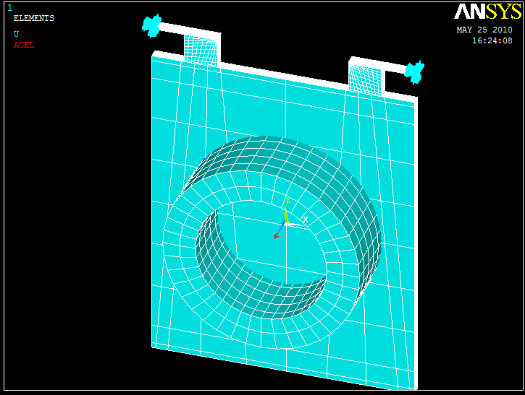 1
ELEMENTS
U
ACEL
ANSYS
MAY 25 2010
16:24:08
X